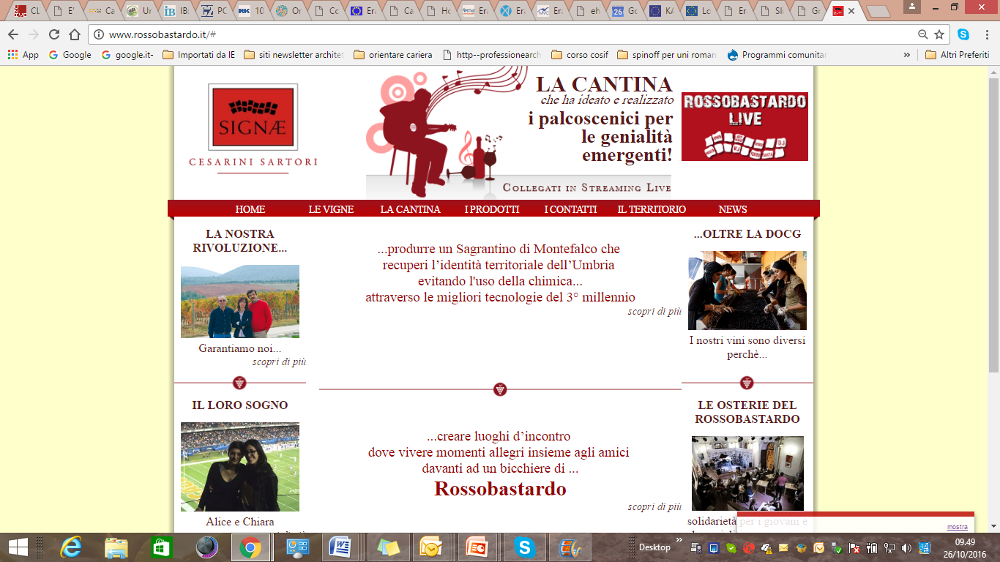 CL
E'
Ca
Ur
IB
PC
10
Or
Co
Er
Ca
Ho
Era
Er
Era
eh
Go
KA
Lo
Er
Sli
Gr
www.rossobastardo.it/#
App
Google
google.it-
Importati da IE
siti newsletter architet
orientare cariera
http--professionearch
corso cosif
spinoff per uni roman
Programmi comunitar
»
Altri Preferiti
SIGNÆ
CESARINI SARTORI
LA CANTINA
che ha ideato e realizzato
i palcoscenici per
le genialità
emergenti!
COLLEGATI IN STREAMING LIVE
ROSSOBASTARDO
LIVE
DJ
HOME LE VIGNE LA CANTINA I PRODOTTI I CONTATTI IL TERRITORIO NEWS
LA NOSTRA
RIVOLUZIONE...
Garantiamo noi...
scopri di più
IL LORO SOGNO
Alice e Chiara
...produrre un Sagrantino di Montefalco che
recuperi l’identità territoriale dell’Umbria
evitando l'uso della chimica...
attraverso le migliori tecnologie del 3° millennio
scopri di più
...creare luoghi d’incontro
dove vivere momenti allegri insieme agli amici
davanti ad un bicchiere di ...
Rossobastardo
scopri di più
...OLTRE LA DOCG
I nostri vini sono diversi
perchè...
LE OSTERIE DEL
ROSSOBASTARDO
solidarietà per i giovani e
mostra
Desktop »
09.49
26/10/2016